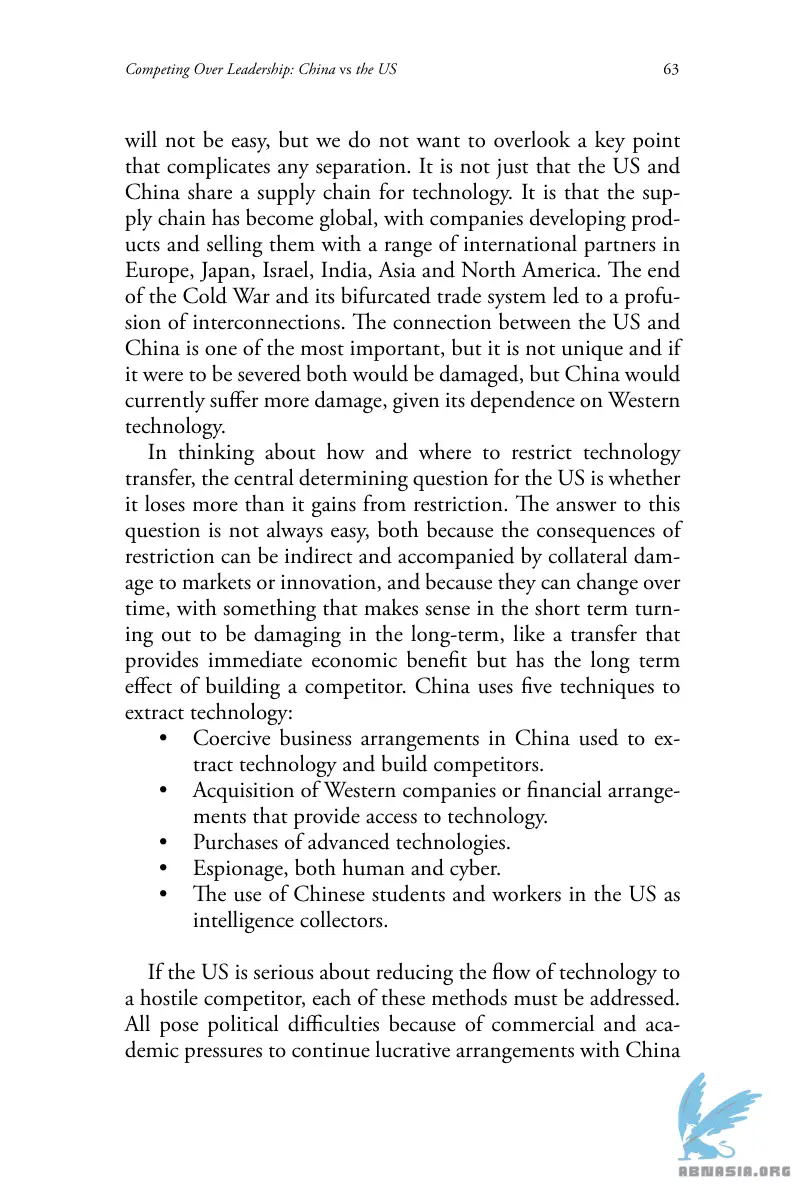 Competing Over Leadership: China vs the US 63
will not be easy, but we do not want to overlook a key point
that complicates any separation. It is not just that the US and
China share a supply chain for technology. It is that the sup-
ply chain has become global, with companies developing prod-
ucts and selling them with a range of international partners in
Europe, Japan, Israel, India, Asia and North America. The end
of the Cold War and its bifurcated trade system led to a profu-
sion of interconnections. The connection between the US and
China is one of the most important, but it is not unique and if
it were to be severed both would be damaged, but China would
currently suffer more damage, given its dependence on Western
technology.
In thinking about how and where to restrict technology
transfer, the central determining question for the US is whether
it loses more than it gains from restriction. The answer to this
question is not always easy, both because the consequences of
restriction can be indirect and accompanied by collateral dam-
age to markets or innovation, and because they can change over
time, with something that makes sense in the short term turn-
ing out to be damaging in the long-term, like a transfer that
provides immediate economic benefit but has the long term
effect of building a competitor. China uses five techniques to
extract technology:
• Coercive business arrangements in China used to ex-
tract technology and build competitors.
• Acquisition of Western companies or financial arrange-
ments that provide access to technology.
• Purchases of advanced technologies.
• Espionage, both human and cyber.
• The use of Chinese students and workers in the US as
intelligence collectors.
If the US is serious about reducing the flow of technology to
a hostile competitor, each of these methods must be addressed.
All pose political difficulties because of commercial and aca-
demic pressures to continue lucrative arrangements with China
ABNASIA.ORG